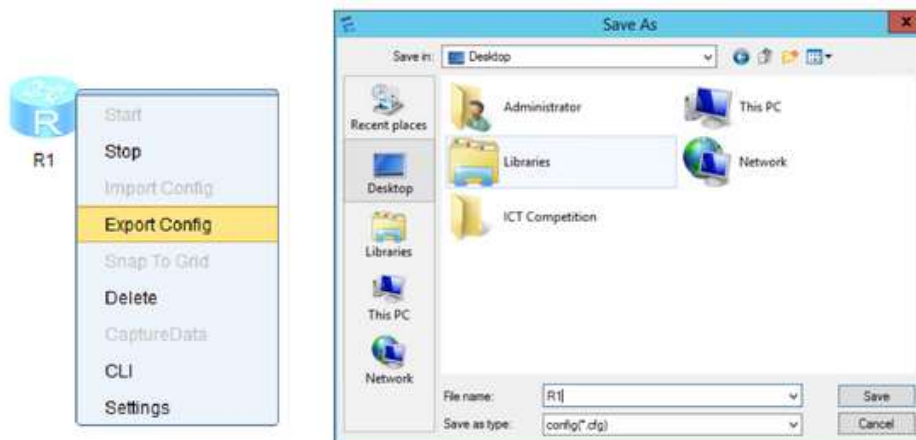 R
R1
Start
Stop
Import Config
Export Config
Snap To Grid
Delete
CaptureData
CLI
Settings
Save As
x
Save in: Desktop
Recent places
Desktop
Libraries
This PC
Network
Administrator
This PC
Libraries
Network
ICT Competition
File name: R1 Save
Save as type: config(*.cfg) Cancel